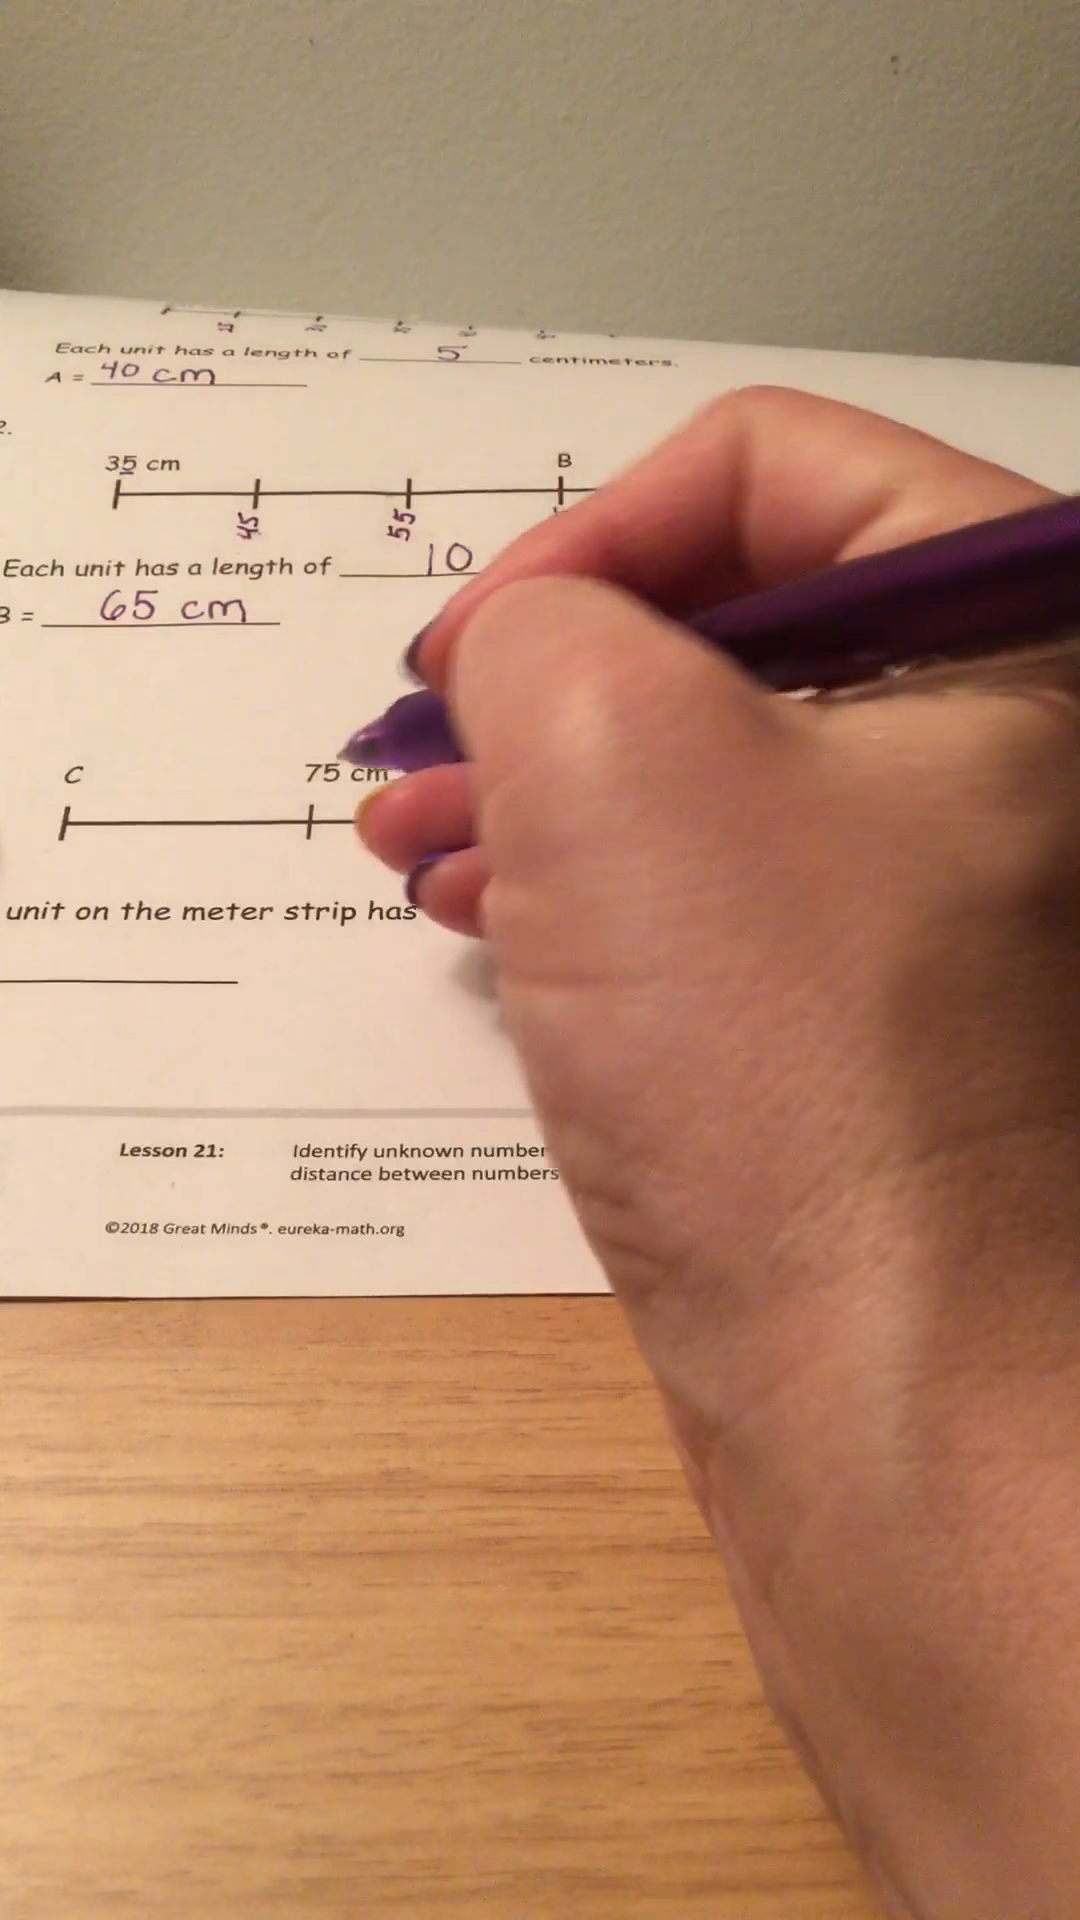 Each unit has a length of 5 centimeters.
A = 40 cm
2.
35 cm B
45 55
Each unit has a length of 10
B = 65 cm
C 75 cm
unit on the meter strip has
Lesson 21: Identify unknown number
distance between numbers
©2018 Great Minds®. eureka-math.org